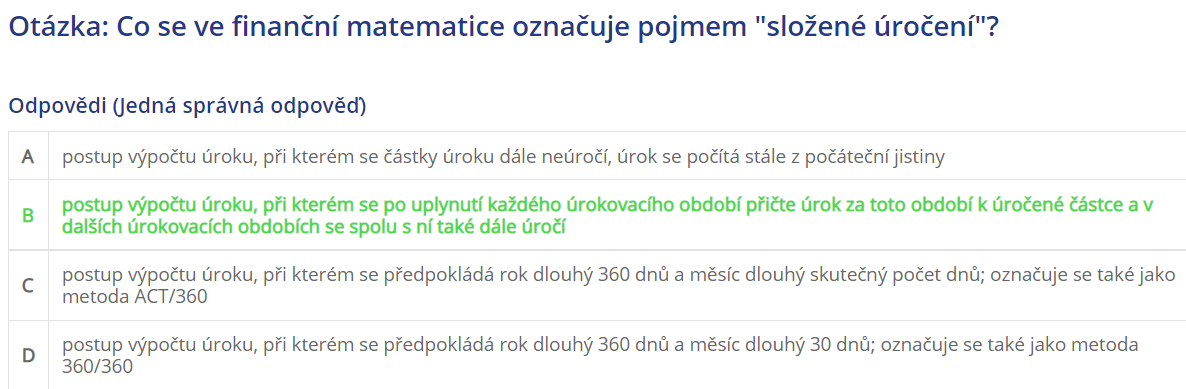 Otázka: Co se ve finanční matematice označuje pojmem "složené úročení"?
Odpovědi (Jedná správná odpověď)
A postup výpočtu úroku, při kterém se částky úroku dále neúročí, úrok se počítá stále z počáteční jistiny
B postup výpočtu úroku, při kterém se po uplynutí každého úrokovacího období přičte úrok za toto období k úročené částce a v
dalších úrokovacích obdobích se spolu s ní také dále úročí
C postup výpočtu úroku, při kterém se předpokládá rok dlouhý 360 dnů a měsíc dlouhý skutečný počet dnů; označuje se také jako
metoda ACT/360
D postup výpočtu úroku, při kterém se předpokládá rok dlouhý 360 dnů a měsíc dlouhý 30 dnů; označuje se také jako metoda
360/360